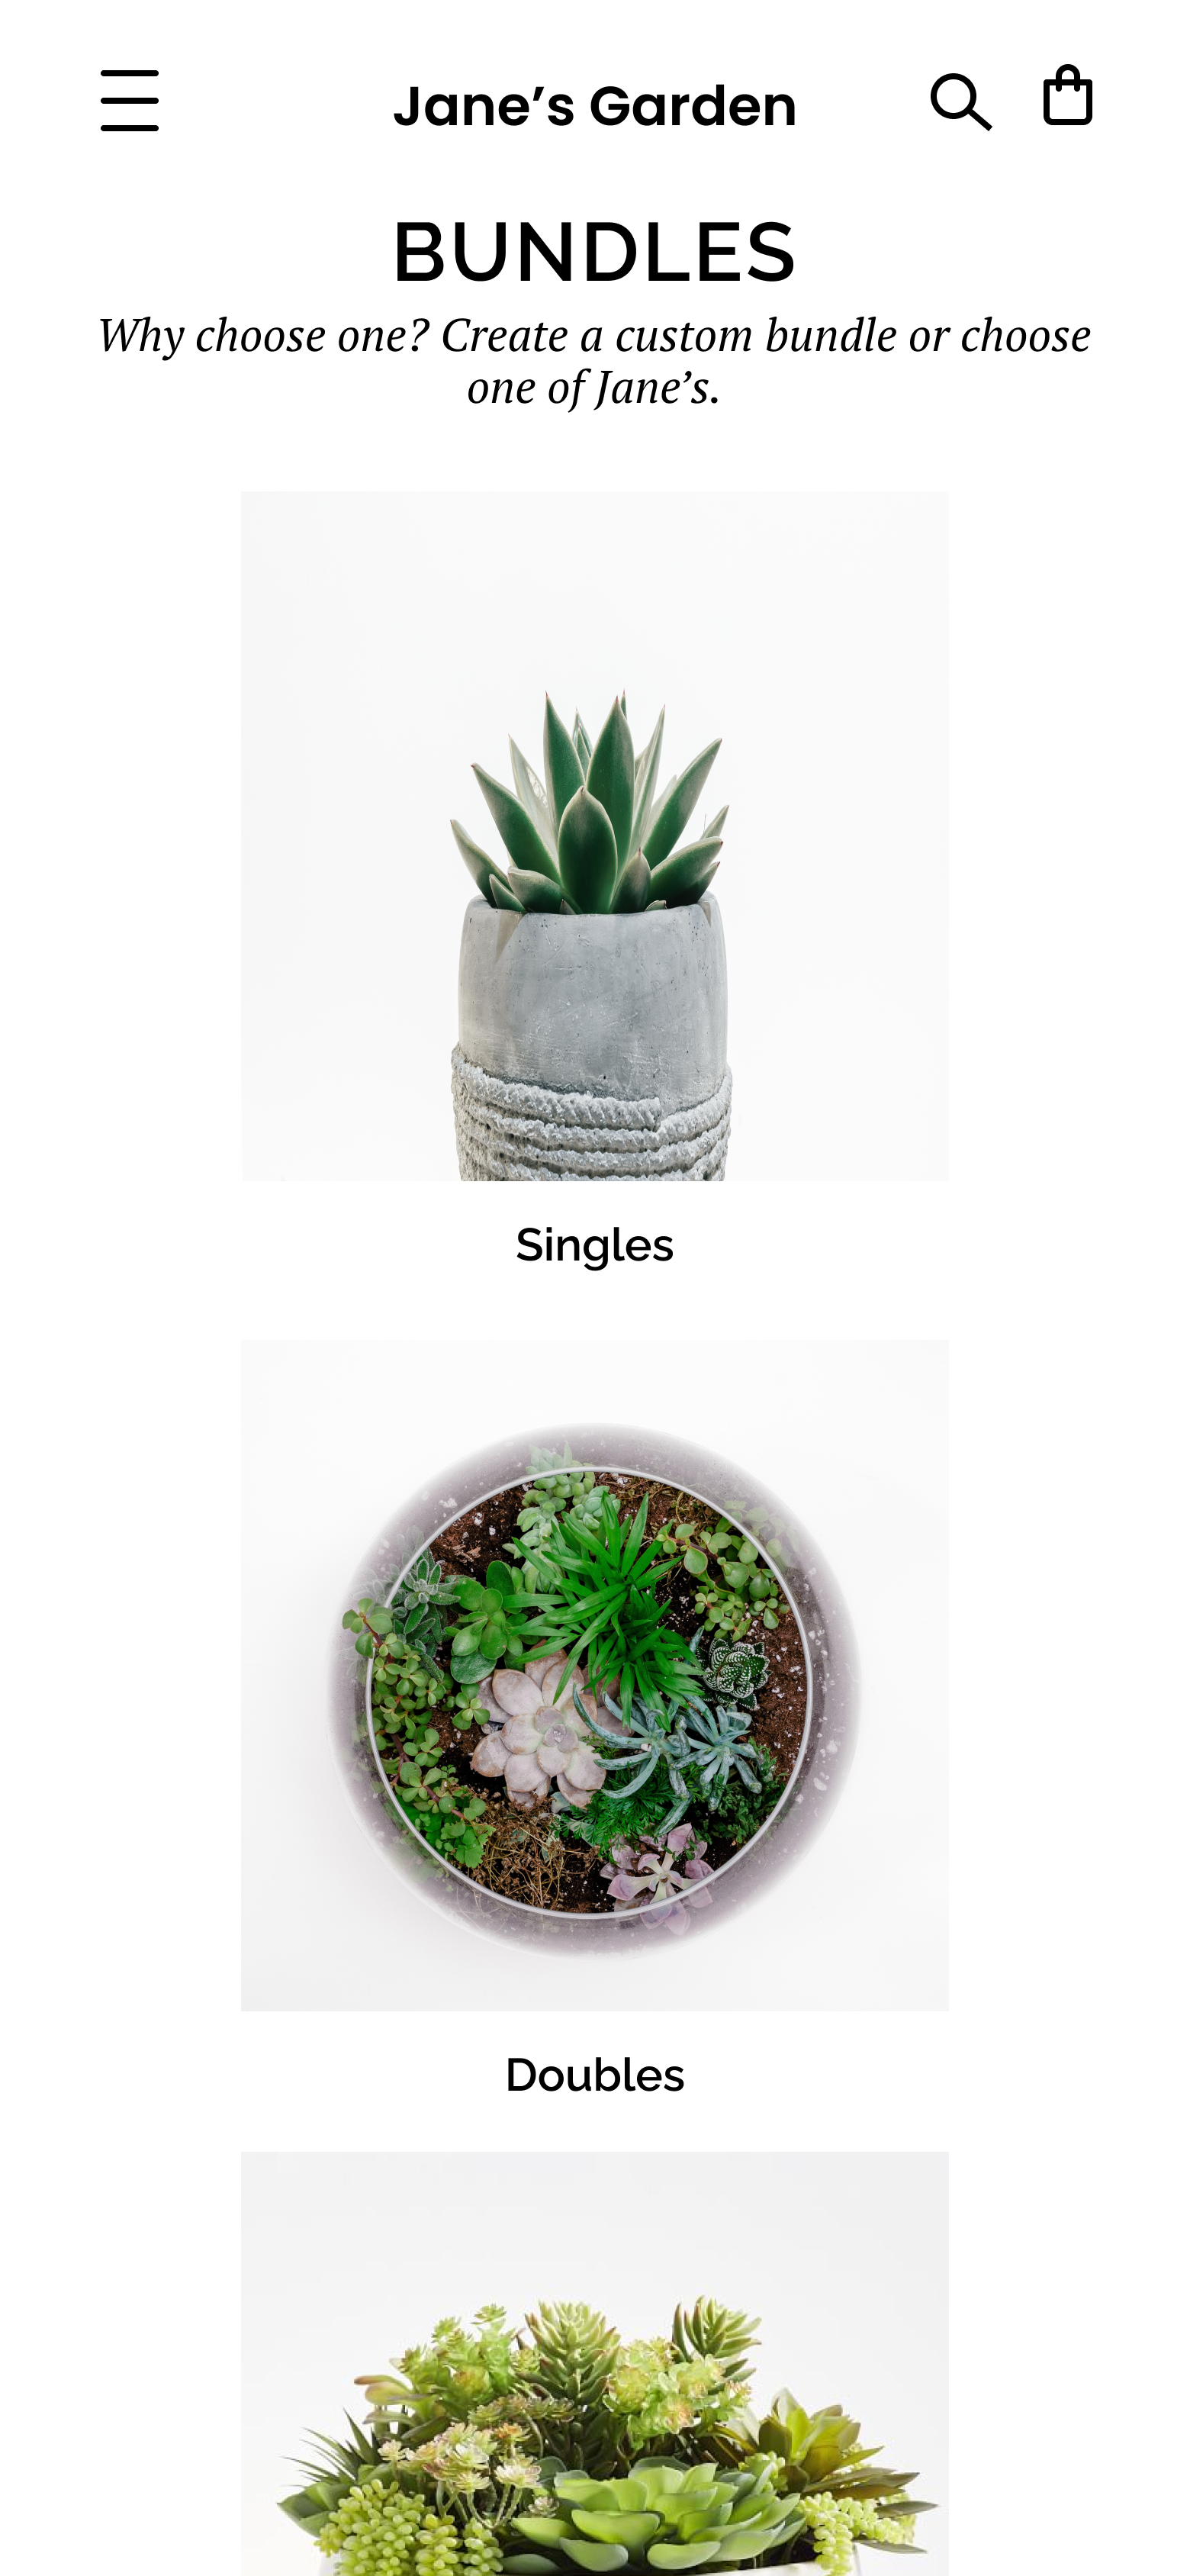 Jane’s Garden
BUNDLES
Why choose one? Create a custom bundle or choose
one of Jane’s.
Singles
Doubles